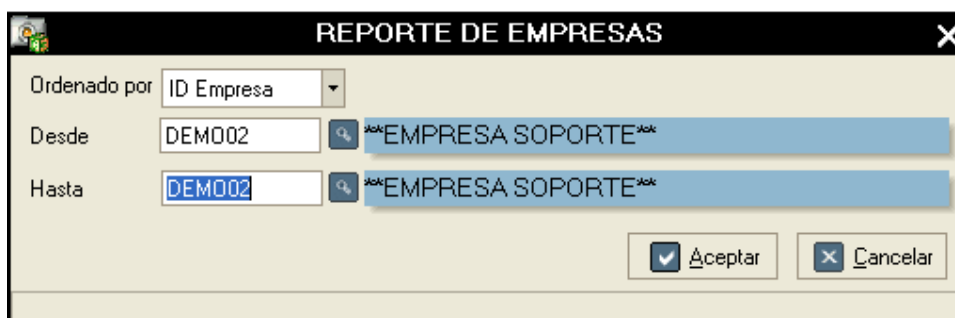 REPORTE DE EMPRESAS
Ordenado por ID Empresa
Desde DEMO02 **EMPRESA SOPORTE**
Hasta DEMO02 **EMPRESA SOPORTE**
Aceptar Cancelar